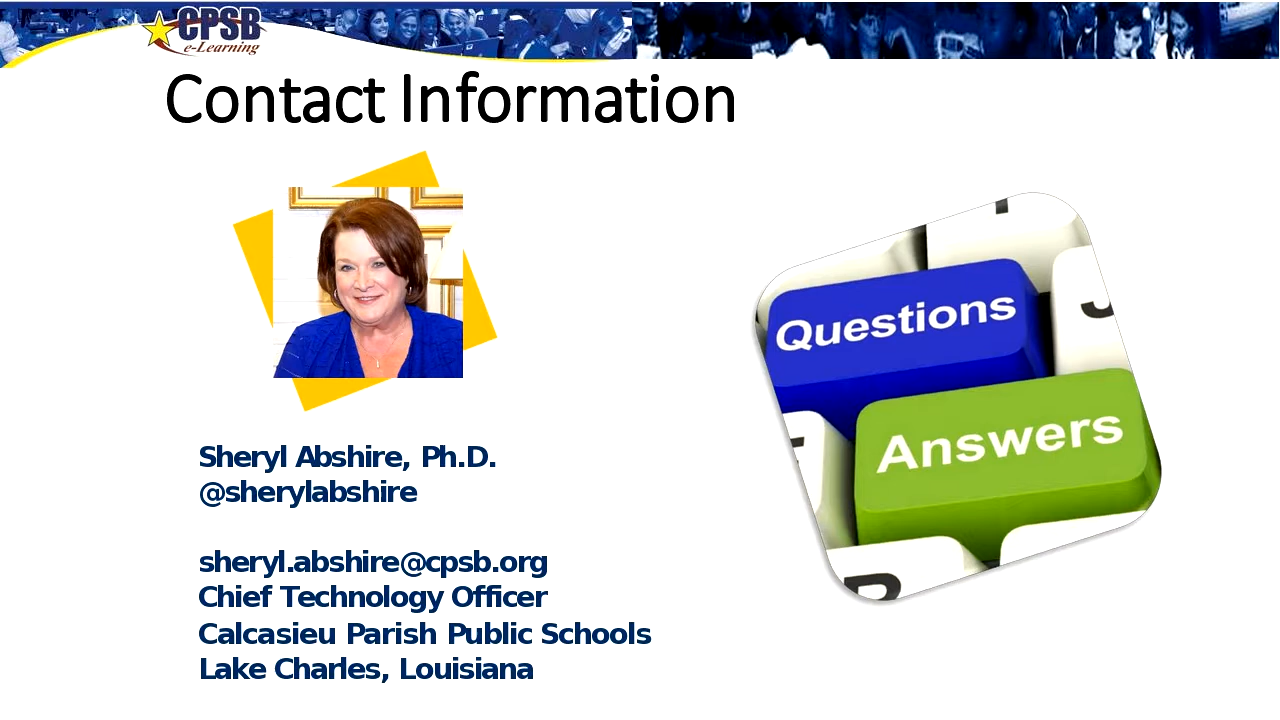 CPSB
e-Learning
Contact Information
Questions
Answers
Sheryl Abshire, Ph.D.
@sherylabshire
sheryl.abshire@cpsb.org
Chief Technology Officer
Calcasieu Parish Public Schools
Lake Charles, Louisiana